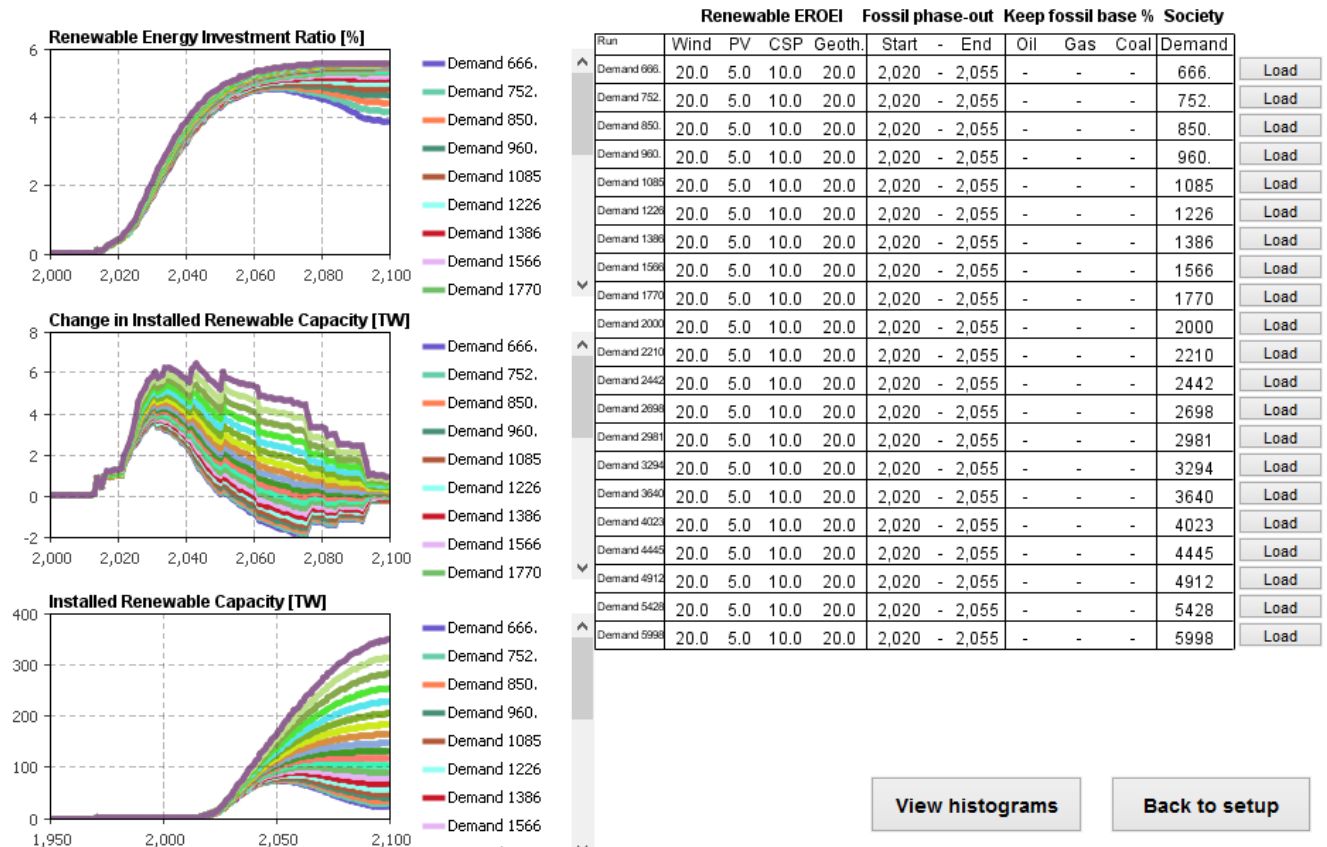 Renewable Energy Investment Ratio [%]
6
4
2
0
2,000 2,020 2,040 2,060 2,080 2,100
Demand 666.
Demand 752.
Demand 850.
Demand 960.
Demand 1085
Demand 1226
Demand 1386
Demand 1566
Demand 1770
Change in Installed Renewable Capacity [TW]
8
6
4
2
0
-2
2,000 2,020 2,040 2,060 2,080 2,100
Demand 666.
Demand 752.
Demand 850.
Demand 960.
Demand 1085
Demand 1226
Demand 1386
Demand 1566
Demand 1770
Installed Renewable Capacity [TW]
400
300
200
100
0
1,950 2,000 2,050 2,100
Demand 666.
Demand 752.
Demand 850.
Demand 960.
Demand 1085
Demand 1226
Demand 1386
Demand 1566
Renewable EROEI Fossil phase-out Keep fossil base % Society
Run Wind PV CSP Geoth. Start - End Oil Gas Coal Demand
Demand 666. 20.0 5.0 10.0 20.0 2,020 - 2,055 - - - 666. Load
Demand 752. 20.0 5.0 10.0 20.0 2,020 - 2,055 - - - 752. Load
Demand 850. 20.0 5.0 10.0 20.0 2,020 - 2,055 - - - 850. Load
Demand 960. 20.0 5.0 10.0 20.0 2,020 - 2,055 - - - 960. Load
Demand 1085 20.0 5.0 10.0 20.0 2,020 - 2,055 - - - 1085 Load
Demand 1226 20.0 5.0 10.0 20.0 2,020 - 2,055 - - - 1226 Load
Demand 1386 20.0 5.0 10.0 20.0 2,020 - 2,055 - - - 1386 Load
Demand 1566 20.0 5.0 10.0 20.0 2,020 - 2,055 - - - 1566 Load
Demand 1770 20.0 5.0 10.0 20.0 2,020 - 2,055 - - - 1770 Load
Demand 2000 20.0 5.0 10.0 20.0 2,020 - 2,055 - - - 2000 Load
Demand 2210 20.0 5.0 10.0 20.0 2,020 - 2,055 - - - 2210 Load
Demand 2442 20.0 5.0 10.0 20.0 2,020 - 2,055 - - - 2442 Load
Demand 2698 20.0 5.0 10.0 20.0 2,020 - 2,055 - - - 2698 Load
Demand 2981 20.0 5.0 10.0 20.0 2,020 - 2,055 - - - 2981 Load
Demand 3294 20.0 5.0 10.0 20.0 2,020 - 2,055 - - - 3294 Load
Demand 3640 20.0 5.0 10.0 20.0 2,020 - 2,055 - - - 3640 Load
Demand 4023 20.0 5.0 10.0 20.0 2,020 - 2,055 - - - 4023 Load
Demand 4445 20.0 5.0 10.0 20.0 2,020 - 2,055 - - - 4445 Load
Demand 4912 20.0 5.0 10.0 20.0 2,020 - 2,055 - - - 4912 Load
Demand 5428 20.0 5.0 10.0 20.0 2,020 - 2,055 - - - 5428 Load
Demand 5998 20.0 5.0 10.0 20.0 2,020 - 2,055 - - - 5998 Load
View histograms Back to setup